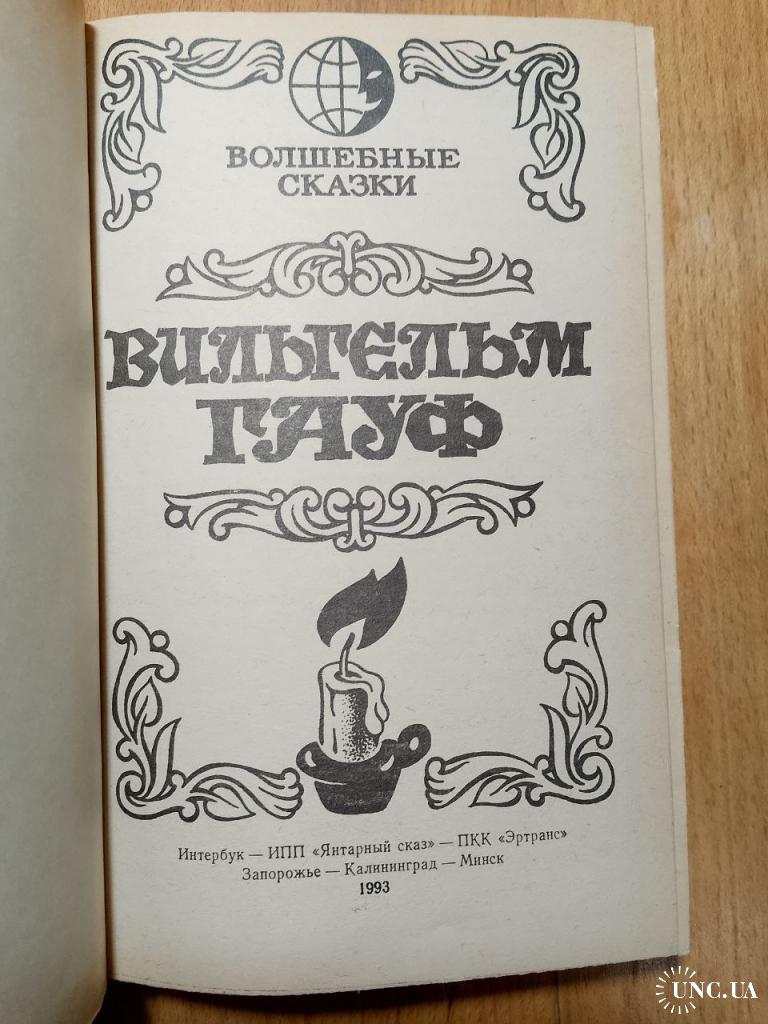 ВОЛШЕБНЫЕ
СКАЗКИ
ВИЛЬГЕЛЬМ
ГАУФ
Интербук — ИПП «Янтарный сказ» — ПКК «Эртранс»
Запорожье — Калининград — Минск
1993
UNC.UA